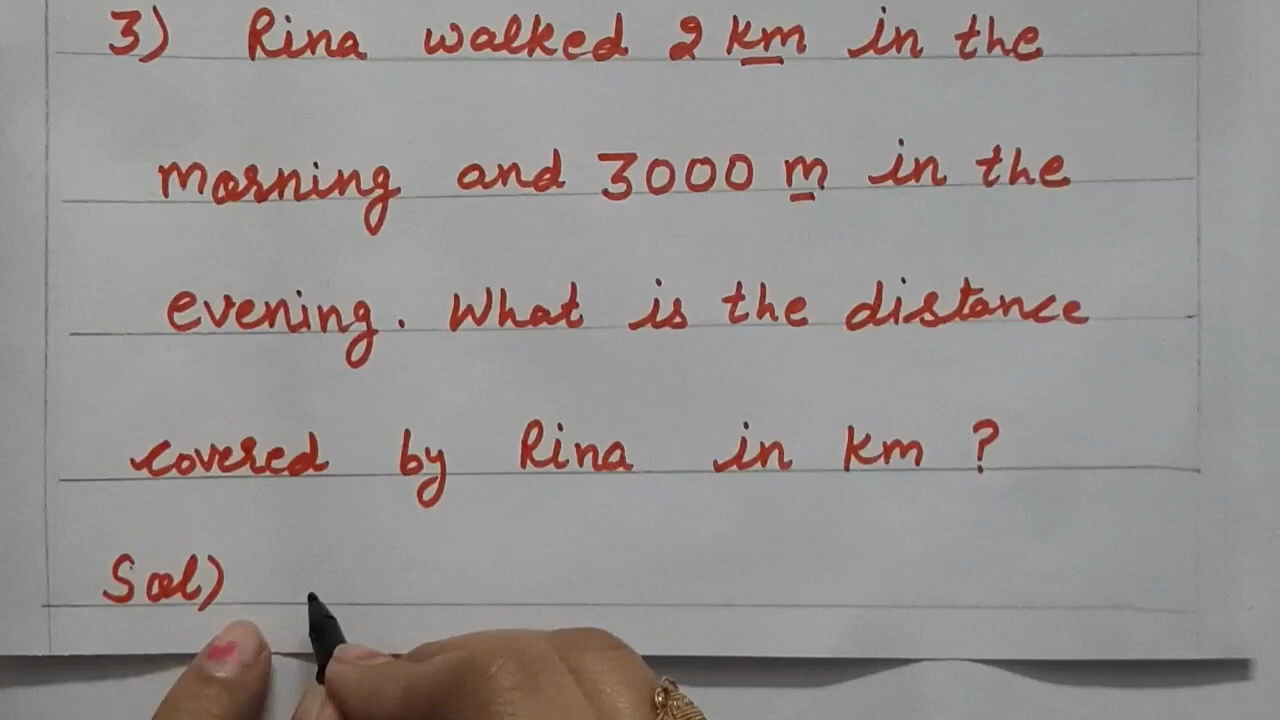 3) Rina walked 2 km in the
morning and 3000 m in the
evening. What is the distance
covered by Rina in km ?
Sol)